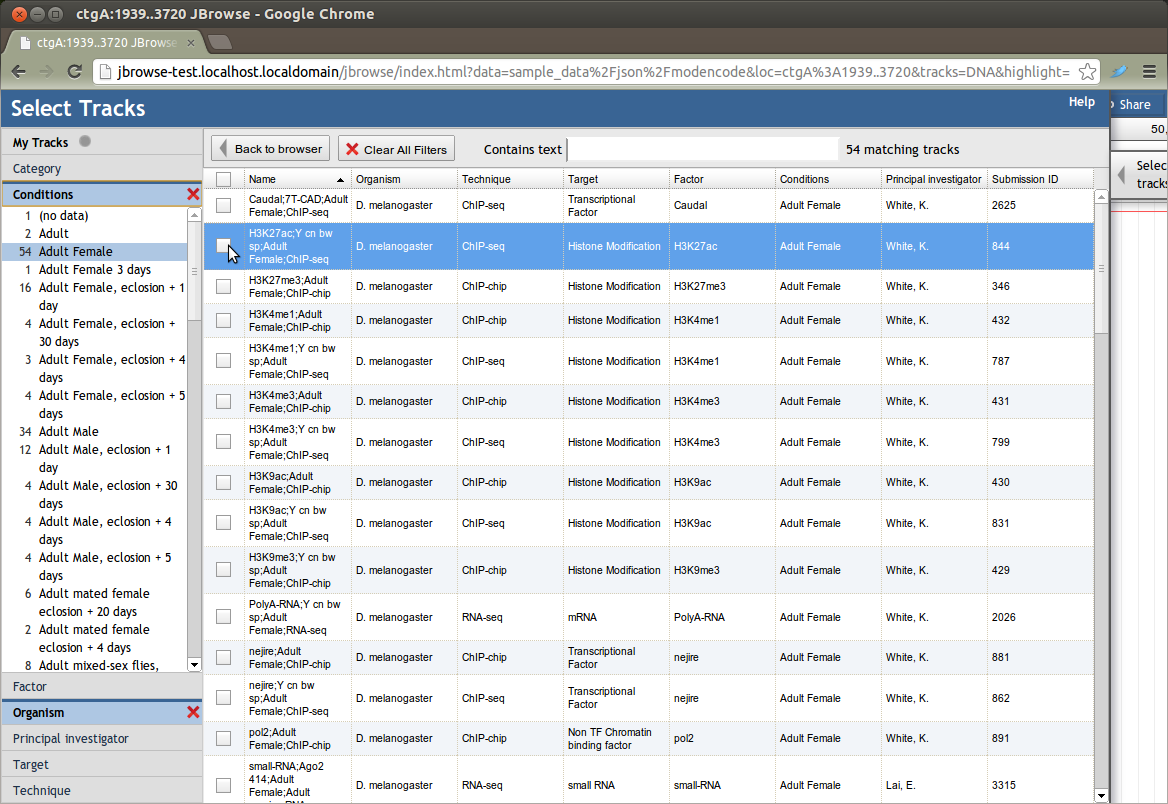 ctgA:1939..3720 JBrowse - Google Chrome
ctgA:1939..3720 JBrowse
jbrowse-test.localhost.localdomain/jbrowse/index.html?data=sample_data%2Fjson%2Fmodencode&loc=ctgA%3A1939..3720&tracks=DNA&highlight=
Select Tracks
Help
Share
My Tracks
Category
Conditions
1 (no data)
2 Adult
54 Adult Female
1 Adult Female 3 days
16 Adult Female, eclosion + 1
day
4 Adult Female, eclosion +
30 days
3 Adult Female, eclosion + 4
days
4 Adult Female, eclosion + 5
days
34 Adult Male
12 Adult Male, eclosion + 1
day
4 Adult Male, eclosion + 30
days
4 Adult Male, eclosion + 4
days
4 Adult Male, eclosion + 5
days
6 Adult mated female
eclosion + 20 days
2 Adult mated female
eclosion + 4 days
8 Adult mixed-sex flies,
Factor
Organism
Principal investigator
Target
Technique
Back to browser
Clear All Filters
Contains text
54 matching tracks
50,
Selec
tracks
Name Organism Technique Target Factor Conditions Principal investigator Submission ID
Caudal;7T-CAD;Adult
Female;ChIP-seq D. melanogaster ChIP-seq Transcriptional
Factor Caudal Adult Female White, K. 2625
H3K27ac;Y cn bw
sp;Adult
Female;ChIP-seq D. melanogaster ChIP-seq Histone Modification H3K27ac Adult Female White, K. 844
H3K27me3;Adult
Female;ChIP-chip D. melanogaster ChIP-chip Histone Modification H3K27me3 Adult Female White, K. 346
H3K4me1;Adult
Female;ChIP-chip D. melanogaster ChIP-chip Histone Modification H3K4me1 Adult Female White, K. 432
H3K4me1;Y cn bw
sp;Adult
Female;ChIP-seq D. melanogaster ChIP-seq Histone Modification H3K4me1 Adult Female White, K. 787
H3K4me3;Adult
Female;ChIP-chip D. melanogaster ChIP-chip Histone Modification H3K4me3 Adult Female White, K. 431
H3K4me3;Y cn bw
sp;Adult
Female;ChIP-seq D. melanogaster ChIP-seq Histone Modification H3K4me3 Adult Female White, K. 799
H3K9ac;Adult
Female;ChIP-chip D. melanogaster ChIP-chip Histone Modification H3K9ac Adult Female White, K. 430
H3K9ac;Y cn bw
sp;Adult
Female;ChIP-seq D. melanogaster ChIP-seq Histone Modification H3K9ac Adult Female White, K. 831
H3K9me3;Y cn bw
sp;Adult
Female;ChIP-chip D. melanogaster ChIP-chip Histone Modification H3K9me3 Adult Female White, K. 429
PolyA-RNA;Y cn bw
sp;Adult
Female;RNA-seq D. melanogaster RNA-seq mRNA PolyA-RNA Adult Female White, K. 2026
nejire;Adult
Female;ChIP-chip D. melanogaster ChIP-chip Transcriptional
Factor nejire Adult Female White, K. 881
nejire;Y cn bw
sp;Adult
Female;ChIP-seq D. melanogaster ChIP-seq Transcriptional
Factor nejire Adult Female White, K. 862
pol2;Adult
Female;ChIP-chip D. melanogaster ChIP-chip Non TF Chromatin
binding factor pol2 Adult Female White, K. 891
small-RNA;Ago2
414;Adult
Female;Adult D. melanogaster RNA-seq small RNA small-RNA Adult Female Lai, E. 3315